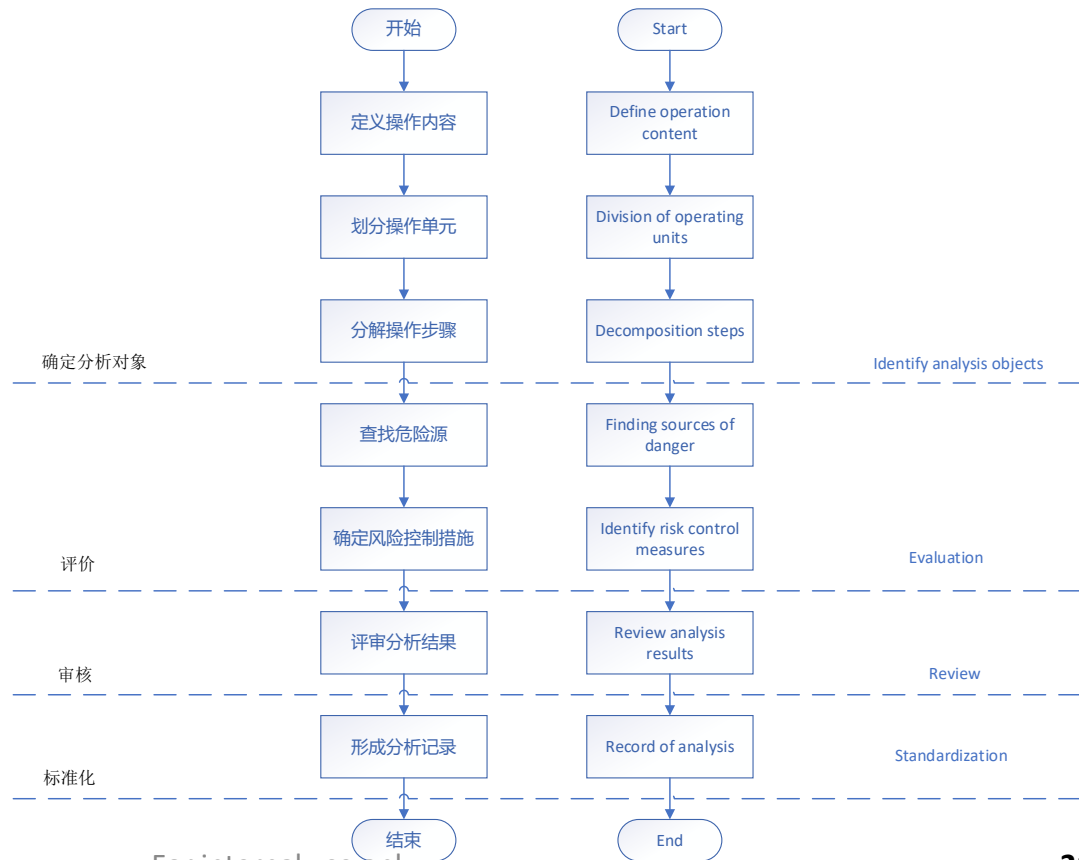 开始
Start
定义操作内容
Define operation
content
划分操作单元
Division of operating
units
分解操作步骤
Decomposition steps
确定分析对象
Identify analysis objects
查找危险源
Finding sources of
danger
确定风险控制措施
Identify risk control
measures
评价
Evaluation
评审分析结果
Review analysis
results
审核
Review
形成分析记录
Record of analysis
标准化
Standardization
结束
End